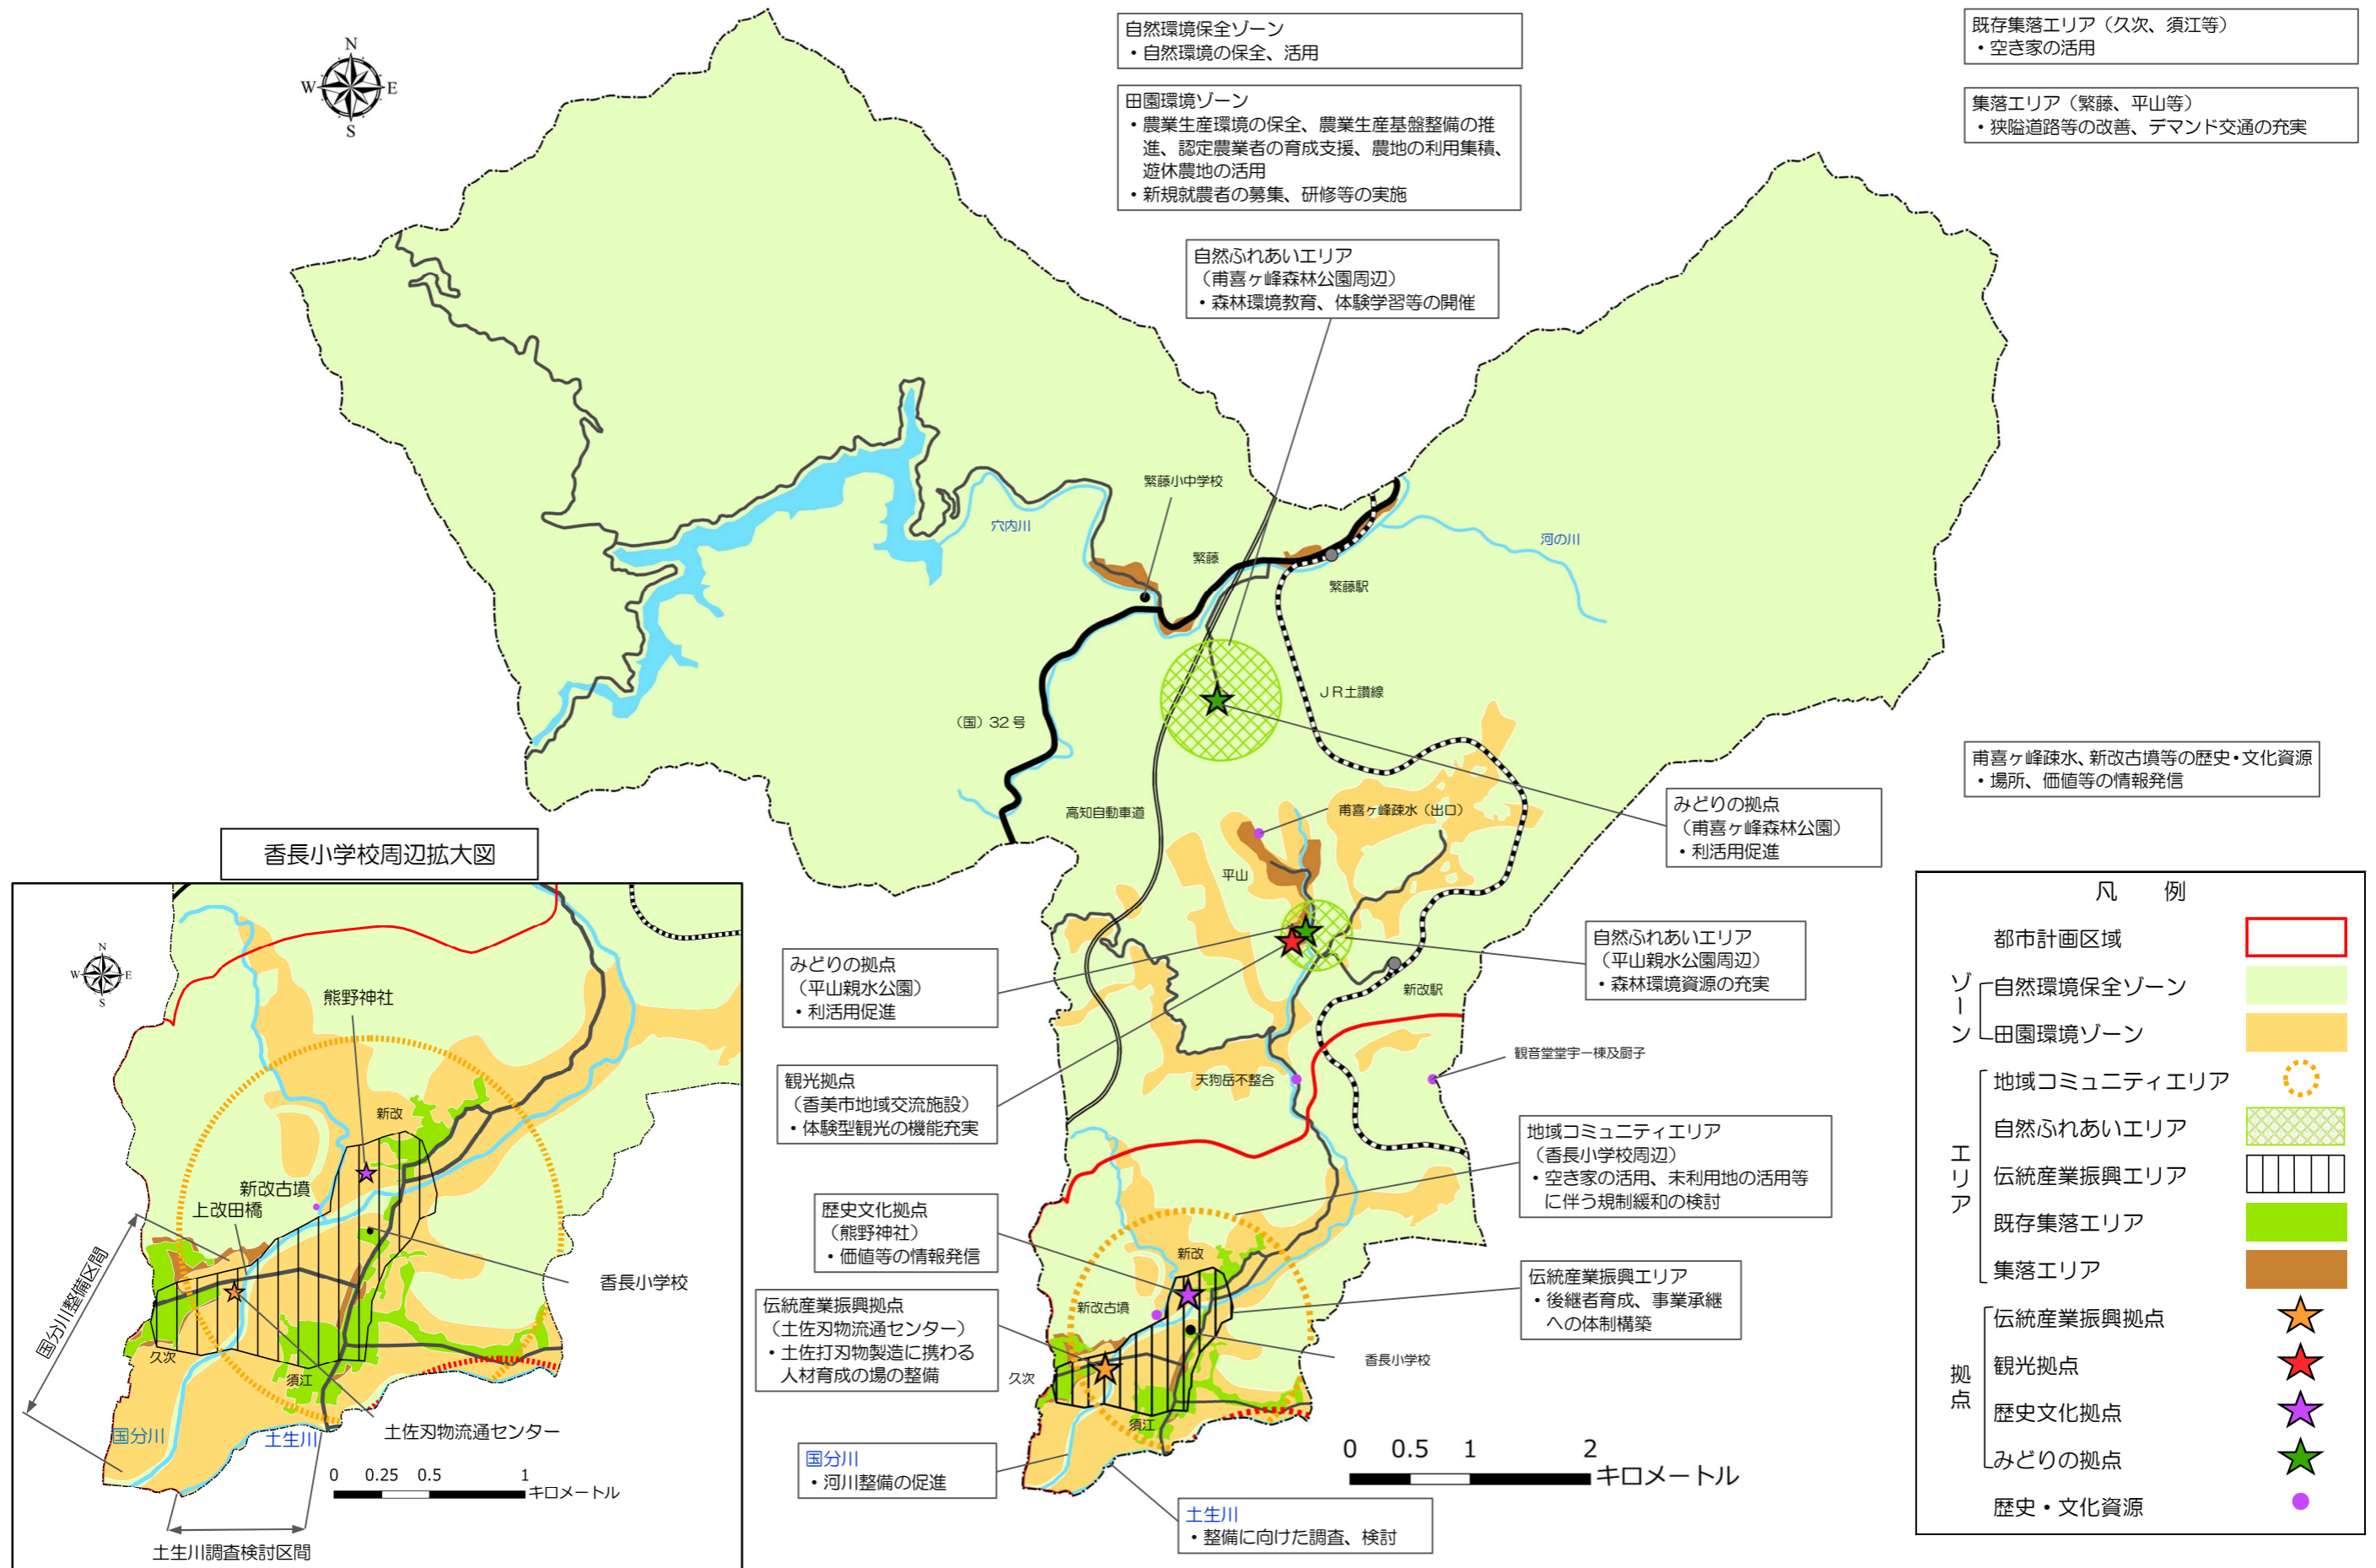 自然環境保全ゾーン
・自然環境の保全、活用
既存集落エリア（久次、須江等）
・空き家の活用
田園環境ゾーン
・農業生産環境の保全、農業生産基盤整備の推
進、認定農業者の育成支援、農地の利用集積、
遊休農地の活用
・新規就農者の募集、研修等の実施
集落エリア（繁藤、平山等）
・狭隘道路等の改善、デマンド交通の充実
N
W
E
S
自然ふれあいエリア
（甫喜ヶ峰森林公園周辺）
・森林環境教育、体験学習等の開催
繁藤小中学校
穴内川
繁藤
河の川
繁藤駅
ＪＲ土讃線
（国）32号
高知自動車道
甫喜ヶ峰疎水（出口）
平山
甫喜ヶ峰疎水、新改古墳等の歴史・文化資源
・場所、価値等の情報発信
みどりの拠点
（甫喜ヶ峰森林公園）
・利活用促進
自然ふれあいエリア
（平山親水公園周辺）
・森林環境資源の充実
新改駅
観音堂堂宇一棟及厨子
天狗岳不整合
みどりの拠点
（平山親水公園）
・利活用促進
観光拠点
（香美市地域交流施設）
・体験型観光の機能充実
地域コミュニティエリア
（香長小学校周辺）
・空き家の活用、未利用地の活用等
に伴う規制緩和の検討
歴史文化拠点
（熊野神社）
・価値等の情報発信
新改
新改古墳
伝統産業振興エリア
・後継者育成、事業承継
への体制構築
伝統産業振興拠点
（土佐刃物流通センター）
・土佐打刃物製造に携わる
人材育成の場の整備
香長小学校
久次
須江
国分川
・河川整備の促進
土生川
・整備に向けた調査、検討
0 0.5 1 2
キロメートル
香長小学校周辺拡大図
N
W
E
S
熊野神社
新改
新改古墳
上改田橋
国分川整備区間
香長小学校
久次
須江
国分川
土生川
土佐刃物流通センター
0 0.25 0.5 1
キロメートル
土生川調査検討区間
凡 例
都市計画区域
ゾーン
自然環境保全ゾーン
田園環境ゾーン
エリア
地域コミュニティエリア
自然ふれあいエリア
伝統産業振興エリア
既存集落エリア
集落エリア
拠点
伝統産業振興拠点
観光拠点
歴史文化拠点
みどりの拠点
歴史・文化資源